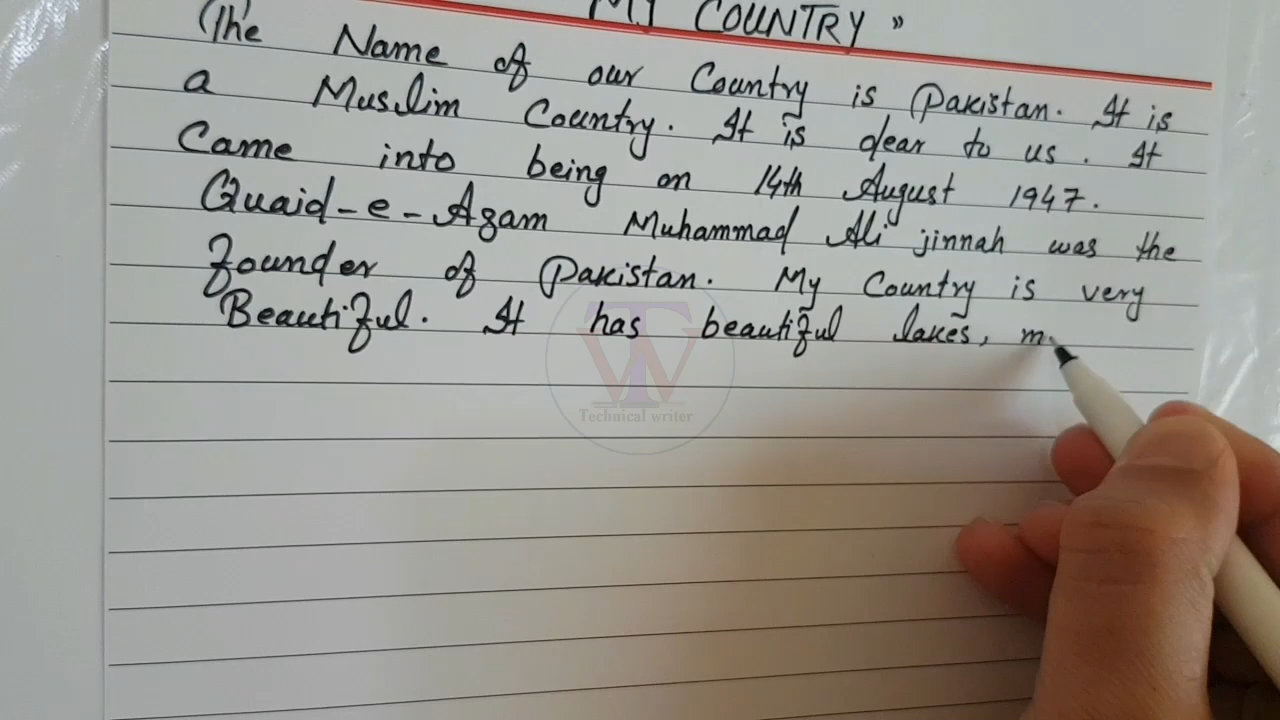 MY COUNTRY"
The Name of our Country is Pakistan. It is
a Muslim Country. It is dear to us. It
Came into being on 14th August 1947.
Quaid-e-Azam Muhammad Ali jinnah was the
founder of Pakistan. My Country is very
Beautiful. It has beautiful lakes, m
TW
Technical writer